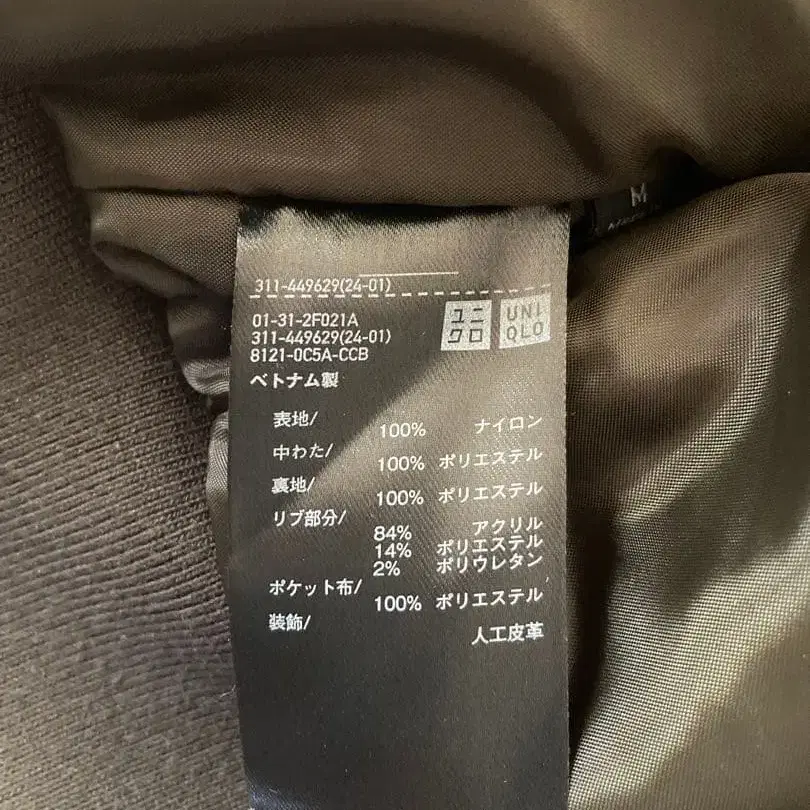 M
311-449629(24-01)
01-31-2F021A
311-449629(24-01)
8121-0C5A-CCB
ユニクロ
UNIQLO
ベトナム製
表地/
100% ナイロン
中わた/
100% ポリエステル
裏地/
100% ポリエステル
リブ部分/
84% アクリル
14% ポリエステル
2% ポリウレタン
ポケット布/
100% ポリエステル
装飾/
人工皮革